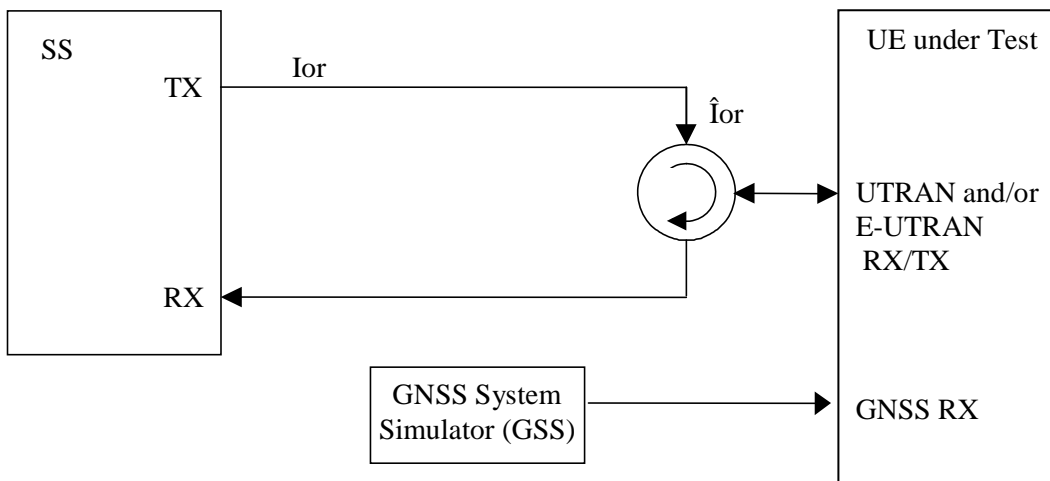 SS
UE under Test
TX
Ior
Îor
UTRAN and/or
E-UTRAN
RX/TX
RX
GNSS System
Simulator (GSS)
GNSS RX